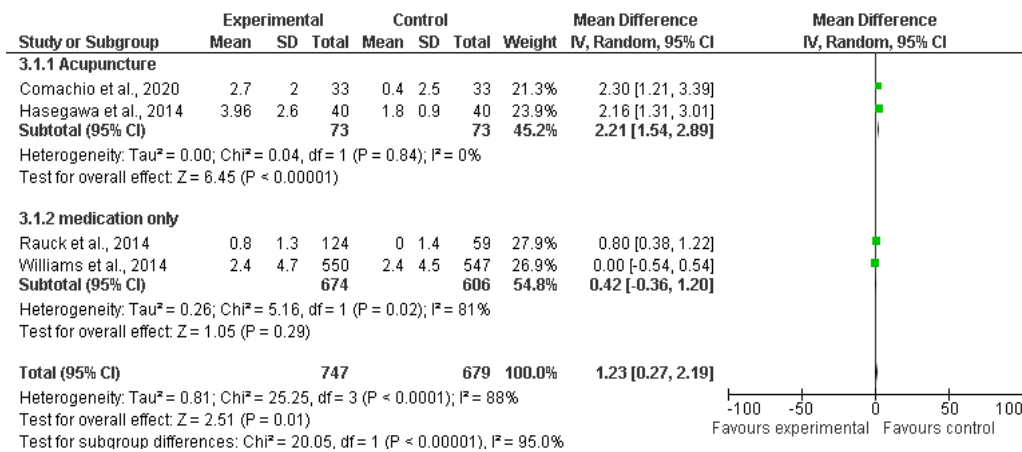 Experimental Control Mean Difference Mean Difference
Study or Subgroup Mean SD Total Mean SD Total Weight IV, Random, 95% CI IV, Random, 95% CI
3.1.1 Acupuncture
Comachio et al., 2020 2.7 2 33 0.4 2.5 33 21.3% 2.30 [1.21, 3.39]
Hasegawa et al., 2014 3.96 2.6 40 1.8 0.9 40 23.9% 2.16 [1.31, 3.01]
Subtotal (95% CI) 73 73 45.2% 2.21 [1.54, 2.89]
Heterogeneity: Tau² = 0.00; Chi² = 0.04, df = 1 (P = 0.84); I² = 0%
Test for overall effect: Z = 6.45 (P < 0.00001)
3.1.2 medication only
Rauck et al., 2014 0.8 1.3 124 0 1.4 59 27.9% 0.80 [0.38, 1.22]
Williams et al., 2014 2.4 4.7 550 2.4 4.5 547 26.9% 0.00 [-0.54, 0.54]
Subtotal (95% CI) 674 606 54.8% 0.42 [-0.36, 1.20]
Heterogeneity: Tau² = 0.26; Chi² = 5.16, df = 1 (P = 0.02); I² = 81%
Test for overall effect: Z = 1.05 (P = 0.29)
Total (95% CI) 747 679 100.0% 1.23 [0.27, 2.19]
Heterogeneity: Tau² = 0.81; Chi² = 25.25, df = 3 (P < 0.0001); I² = 88%
Test for overall effect: Z = 2.51 (P = 0.01)
Test for subgroup differences: Chi² = 20.05, df = 1 (P < 0.00001), I² = 95.0%
-100 -50 0 50 100
Favours experimental Favours control